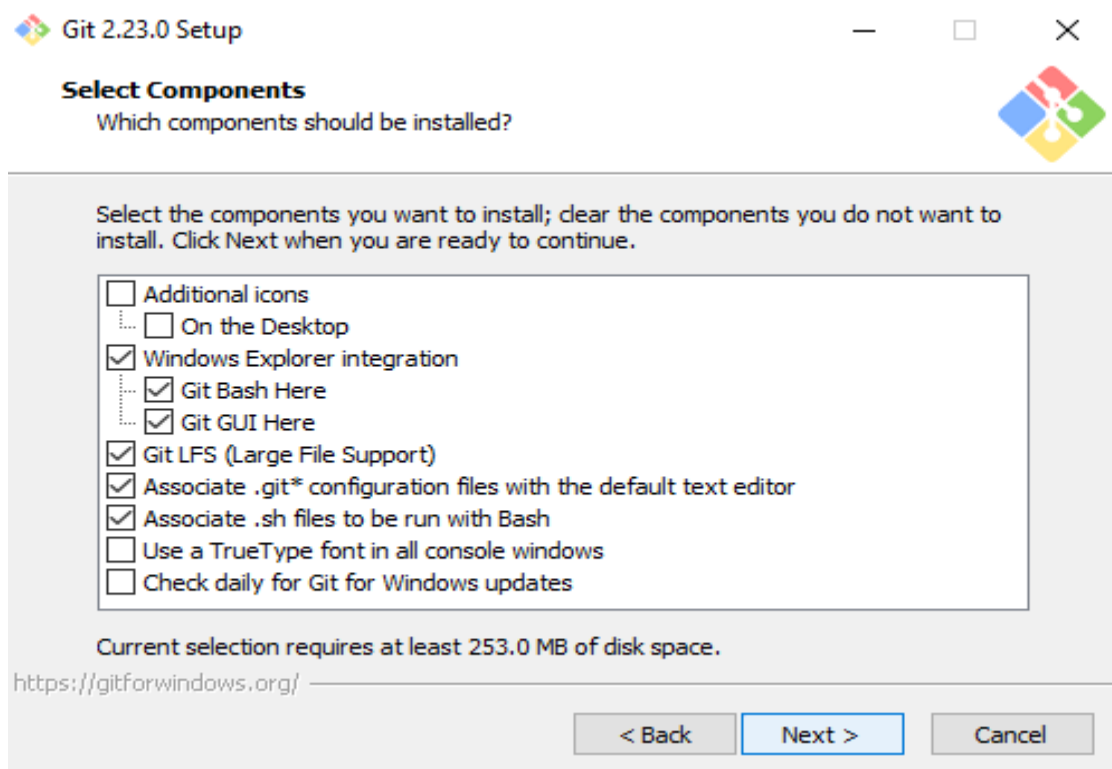 Git 2.23.0 Setup
Select Components
Which components should be installed?
Select the components you want to install; clear the components you do not want to
install. Click Next when you are ready to continue.
Additional icons
On the Desktop
Windows Explorer integration
Git Bash Here
Git GUI Here
Git LFS (Large File Support)
Associate .git* configuration files with the default text editor
Associate .sh files to be run with Bash
Use a TrueType font in all console windows
Check daily for Git for Windows updates
Current selection requires at least 253.0 MB of disk space.
https://gitforwindows.org/
< Back Next > Cancel